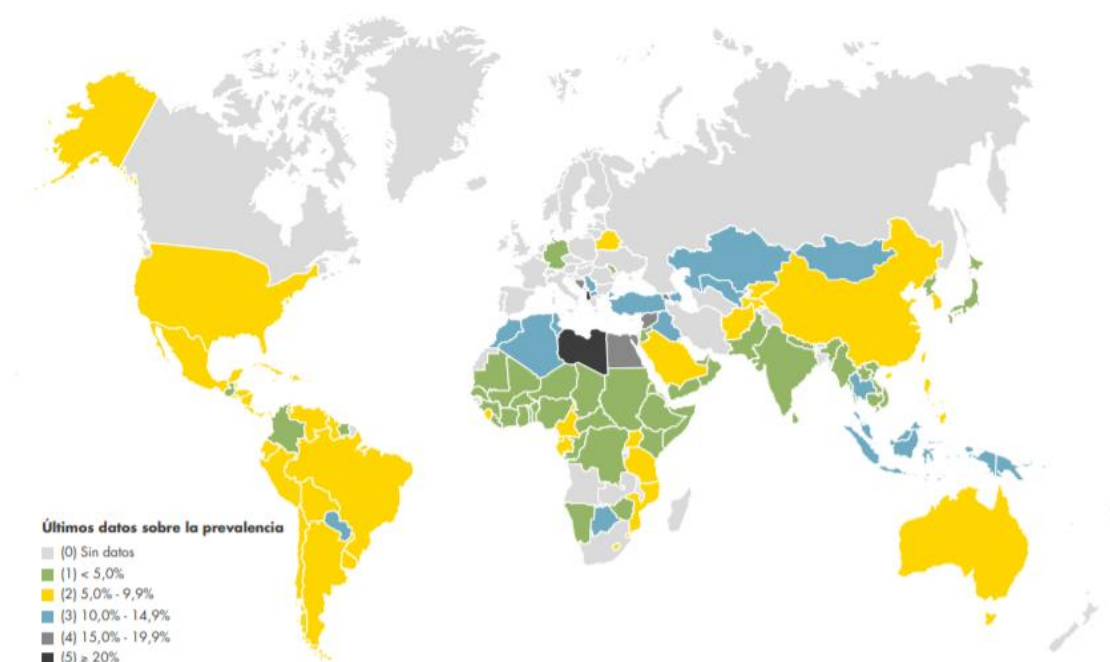 Últimos datos sobre la prevalencia
(0) Sin datos
(1) < 5,0%
(2) 5,0% - 9,9%
(3) 10,0% - 14,9%
(4) 15,0% - 19,9%
(5) ≥ 20%